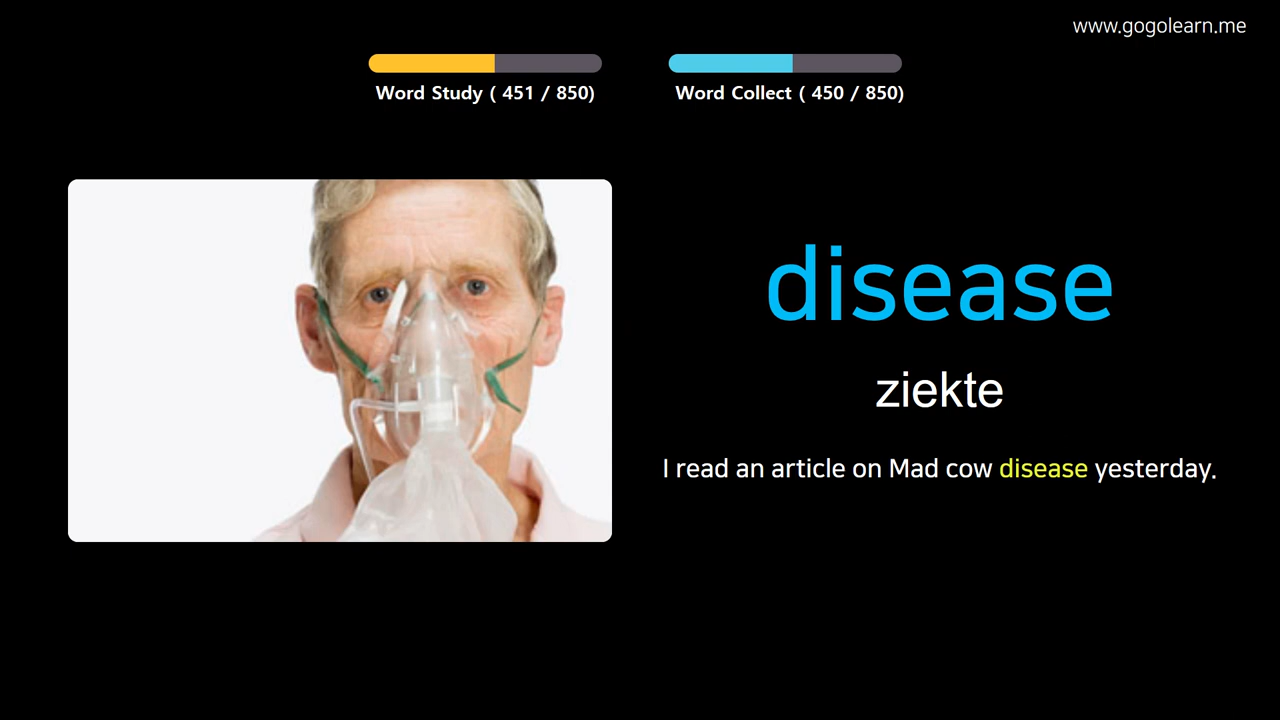 www.gogolearn.me
Word Study ( 451 / 850)
Word Collect ( 450 / 850)
disease
ziekte
I read an article on Mad cow disease yesterday.